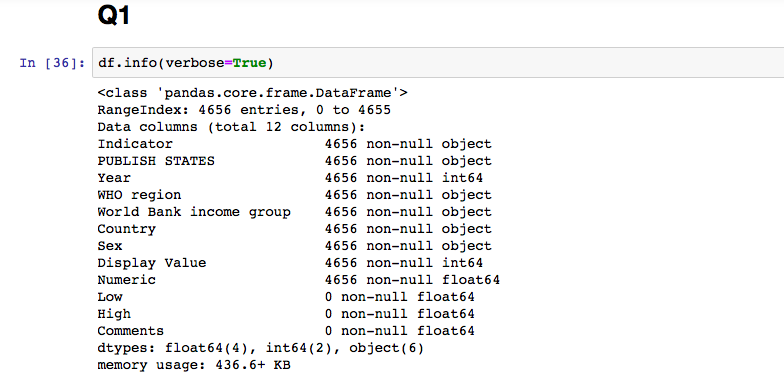 Q1
In [36]: df.info(verbose=True)
<class 'pandas.core.frame.DataFrame'>
RangeIndex: 4656 entries, 0 to 4655
Data columns (total 12 columns):
Indicator                  4656 non-null object
PUBLISH STATES             4656 non-null object
Year                       4656 non-null int64
WHO region                 4656 non-null object
World Bank income group    4656 non-null object
Country                    4656 non-null object
Sex                        4656 non-null object
Display Value              4656 non-null int64
Numeric                    4656 non-null float64
Low                        0 non-null float64
High                       0 non-null float64
Comments                   0 non-null float64
dtypes: float64(4), int64(2), object(6)
memory usage: 436.6+ KB